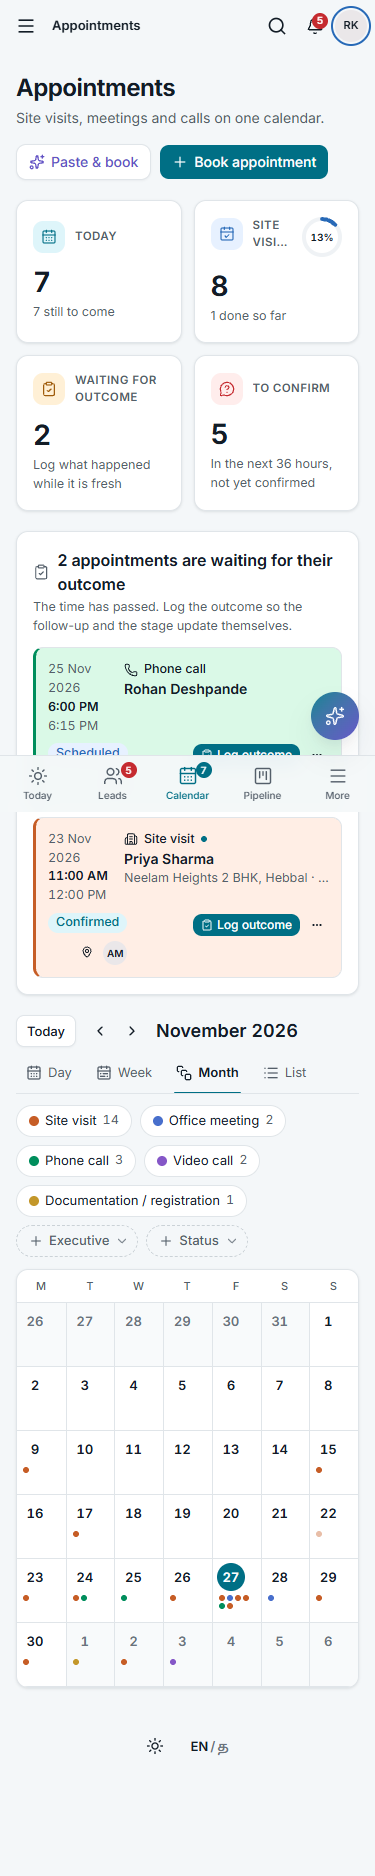 Appointments
5
RK
Appointments
Site visits, meetings and calls on one calendar.
Paste & book
Book appointment
TODAY
7
7 still to come
SITE
VISI...
13%
8
1 done so far
WAITING FOR
OUTCOME
2
Log what happened
while it is fresh
TO CONFIRM
5
In the next 36 hours,
not yet confirmed
2 appointments are waiting for their
outcome
The time has passed. Log the outcome so the
follow-up and the stage update themselves.
25 Nov
2026
6:00 PM
6:15 PM
Phone call
Rohan Deshpande
Scheduled
Log outcome
...
Today
Leads 5
Calendar 7
Pipeline
More
23 Nov
2026
11:00 AM
12:00 PM
Site visit
Priya Sharma
Neelam Heights 2 BHK, Hebbal · ...
Confirmed
Log outcome
...
AM
Today
November 2026
Day Week Month List
Site visit 14 Office meeting 2
Phone call 3 Video call 2
Documentation / registration 1
Executive Status
M T W T F S S
26 27 28 29 30 31 1
2 3 4 5 6 7 8
9 10 11 12 13 14 15
16 17 18 19 20 21 22
23 24 25 26 27 28 29
30 1 2 3 4 5 6
EN / த